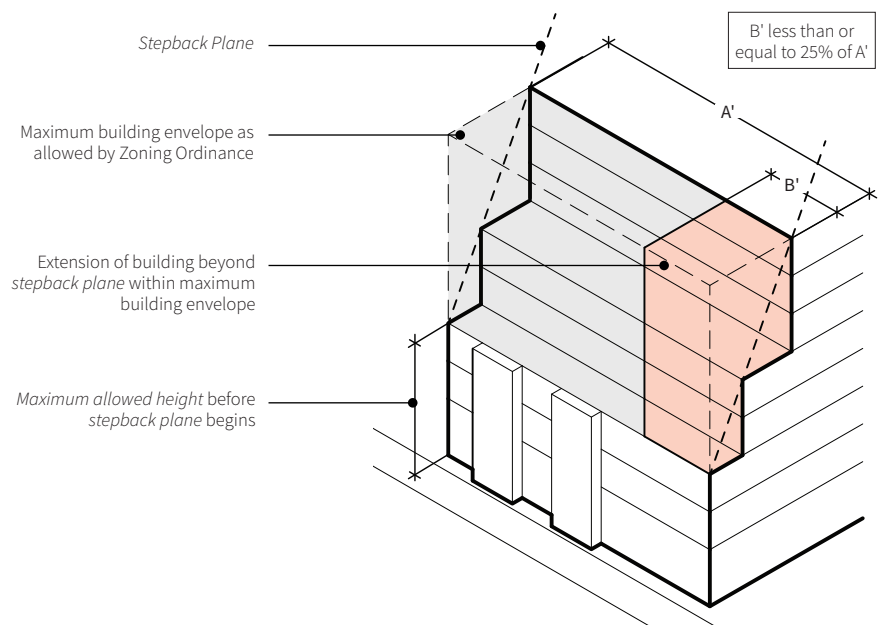 Stepback Plane
B' less than or
equal to 25% of A'
A'
Maximum building envelope as
allowed by Zoning Ordinance
B'
Extension of building beyond
stepback plane within maximum
building envelope
Maximum allowed height before
stepback plane begins